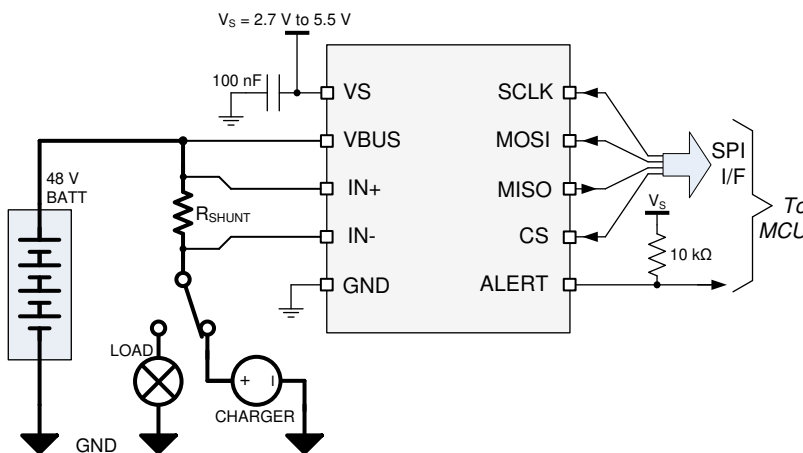 V_S = 2.7 V to 5.5 V
100 nF
VS
SCLK
VBUS
MOSI
SPI
I/F
48 V
BATT
IN+
MISO
R_SHUNT
V_S
To
MCU
IN-
CS
10 kΩ
GND
ALERT
LOAD
+
I
CHARGER
GND